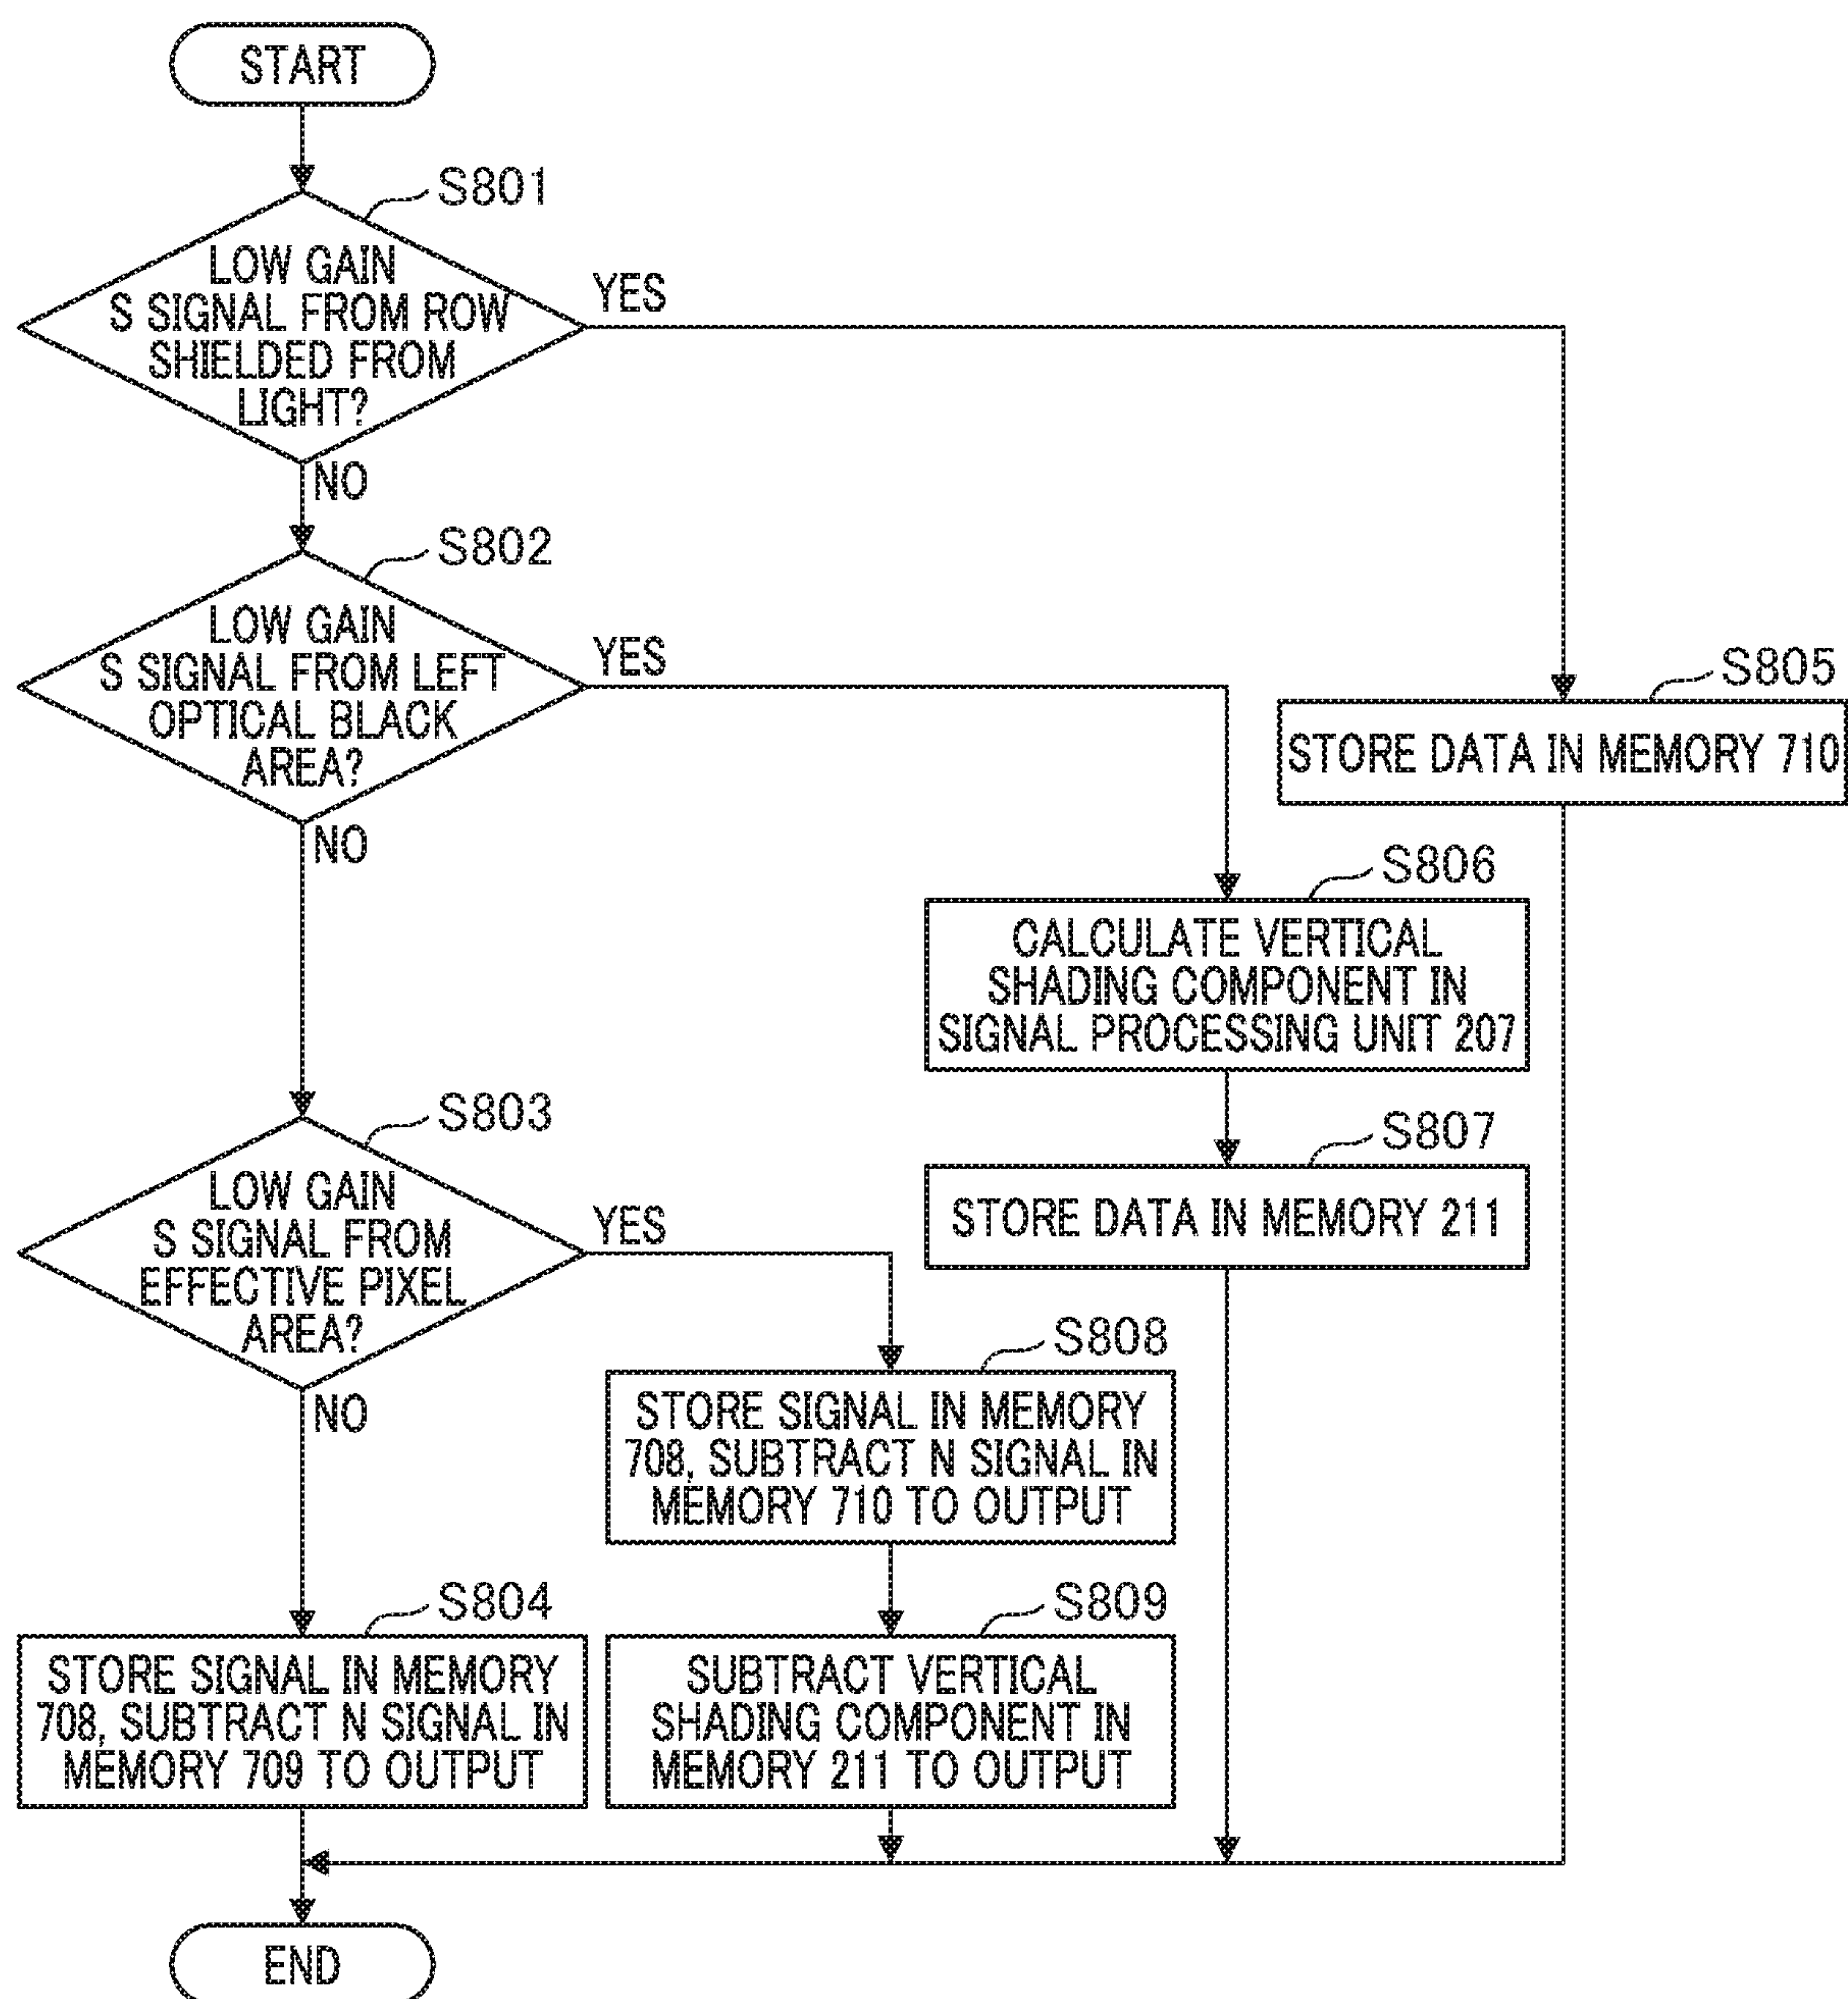 START
S801
LOW GAIN
S SIGNAL FROM ROW
SHIELDED FROM
LIGHT?
YES
NO
S802
LOW GAIN
S SIGNAL FROM LEFT
OPTICAL BLACK
AREA?
YES
NO
S805
STORE DATA IN MEMORY 710
S806
CALCULATE VERTICAL
SHADING COMPONENT IN
SIGNAL PROCESSING UNIT 207
S807
STORE DATA IN MEMORY 211
S803
LOW GAIN
S SIGNAL FROM
EFFECTIVE PIXEL
AREA?
YES
NO
S808
STORE SIGNAL IN MEMORY
708, SUBTRACT N SIGNAL IN
MEMORY 710 TO OUTPUT
S809
SUBTRACT VERTICAL
SHADING COMPONENT IN
MEMORY 211 TO OUTPUT
S804
STORE SIGNAL IN MEMORY
708, SUBTRACT N SIGNAL IN
MEMORY 709 TO OUTPUT
END